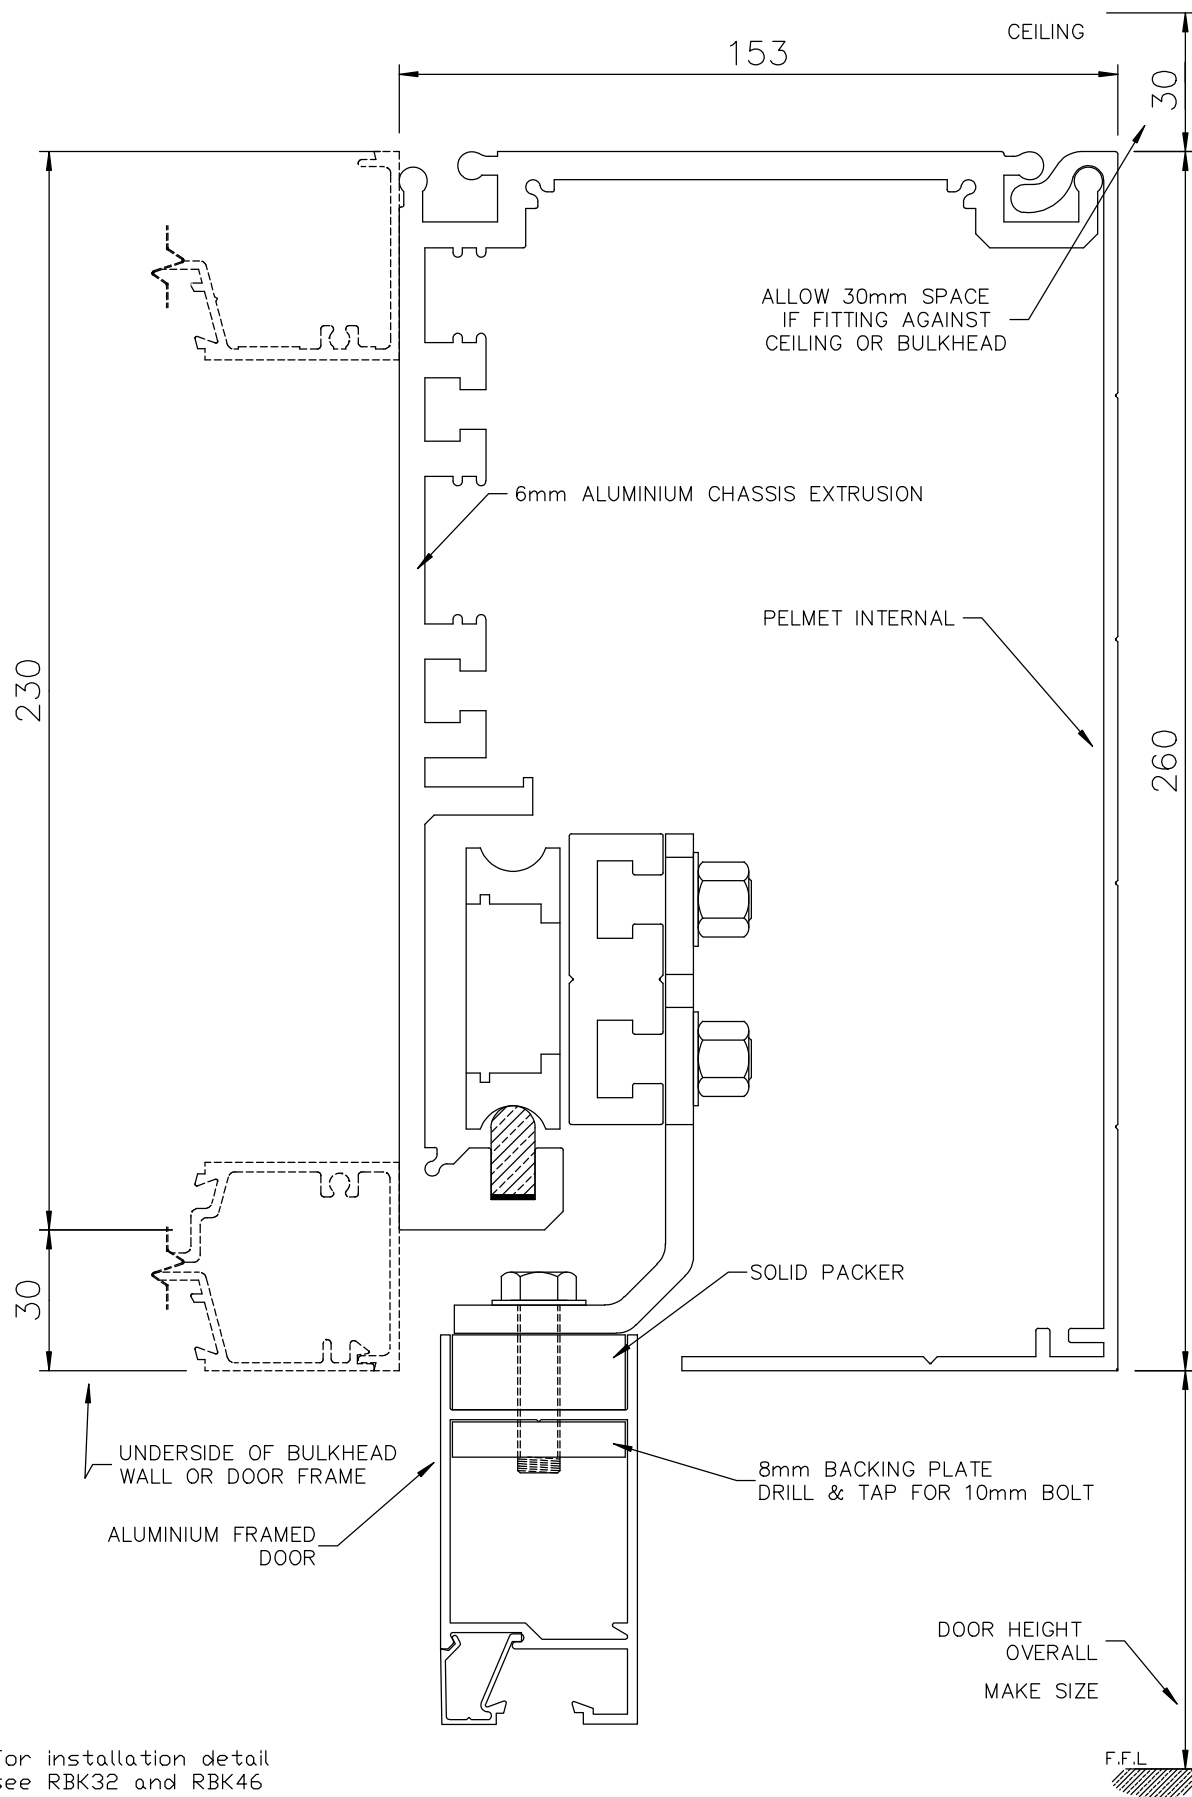 CEILING
153
30
ALLOW 30mm SPACE
IF FITTING AGAINST
CEILING OR BULKHEAD
6mm ALUMINIUM CHASSIS EXTRUSION
PELMET INTERNAL
230
260
SOLID PACKER
30
UNDERSIDE OF BULKHEAD
WALL OR DOOR FRAME
8mm BACKING PLATE
DRILL & TAP FOR 10mm BOLT
ALUMINIUM FRAMED
DOOR
DOOR HEIGHT
OVERALL
MAKE SIZE
For installation detail
see RBK32 and RBK46
F.F.L